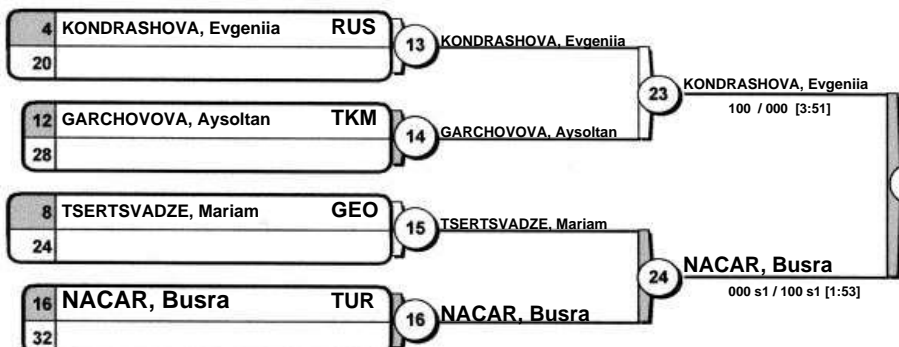 4 KONDRASHOVA, Evgeniia RUS
20
13 KONDRASHOVA, Evgeniia
12 GARCHOVOVA, Aysoltan TKM
28
14 GARCHOVOVA, Aysoltan
23 KONDRASHOVA, Evgeniia
100 / 000 [3:51]
8 TSERTSVADZE, Mariam GEO
24
15 TSERTSVADZE, Mariam
16 NACAR, Busra TUR
32
16 NACAR, Busra
24 NACAR, Busra
000 s1 / 100 s1 [1:53]